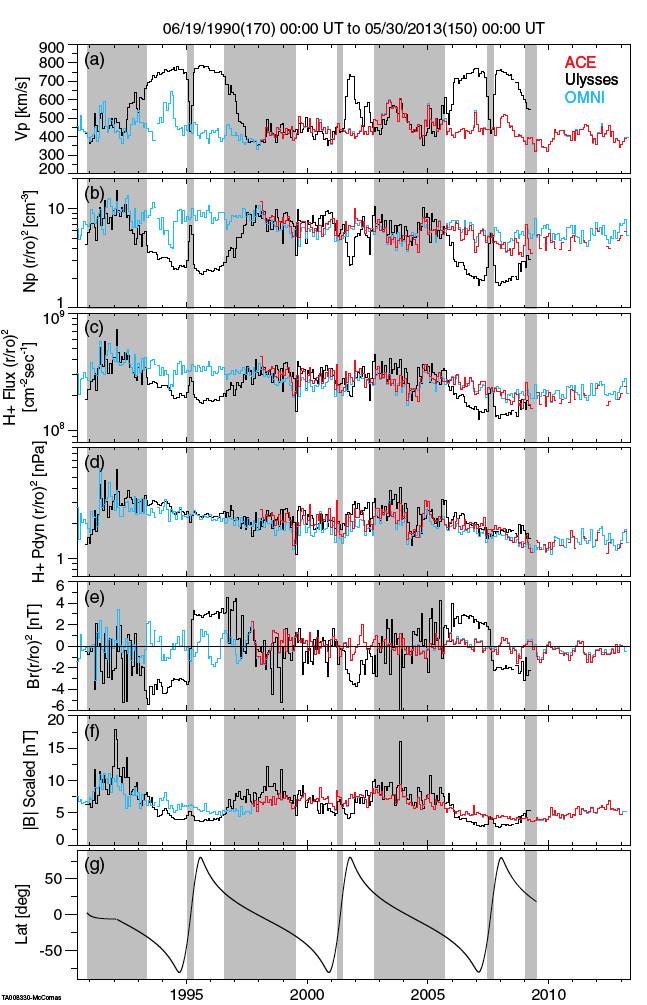 06/19/1990(170) 00:00 UT to 05/30/2013(150) 00:00 UT
(a)
ACE
Ulysses
OMNI
Vp [km/s]
900
800
700
600
500
400
300
200
(b)
Np (r/ro)² [cm⁻³]
10
1
(c)
H+ Flux (r/ro)²
[cm⁻²sec⁻¹]
10⁹
10⁸
(d)
H+ Pdyn (r/ro)² [nPa]
1
(e)
Br(r/ro)² [nT]
6
4
2
0
-2
-4
-6
(f)
|B| Scaled [nT]
20
15
10
5
0
(g)
Lat [deg]
50
0
-50
1995
2000
2005
2010
TA008330-McComas